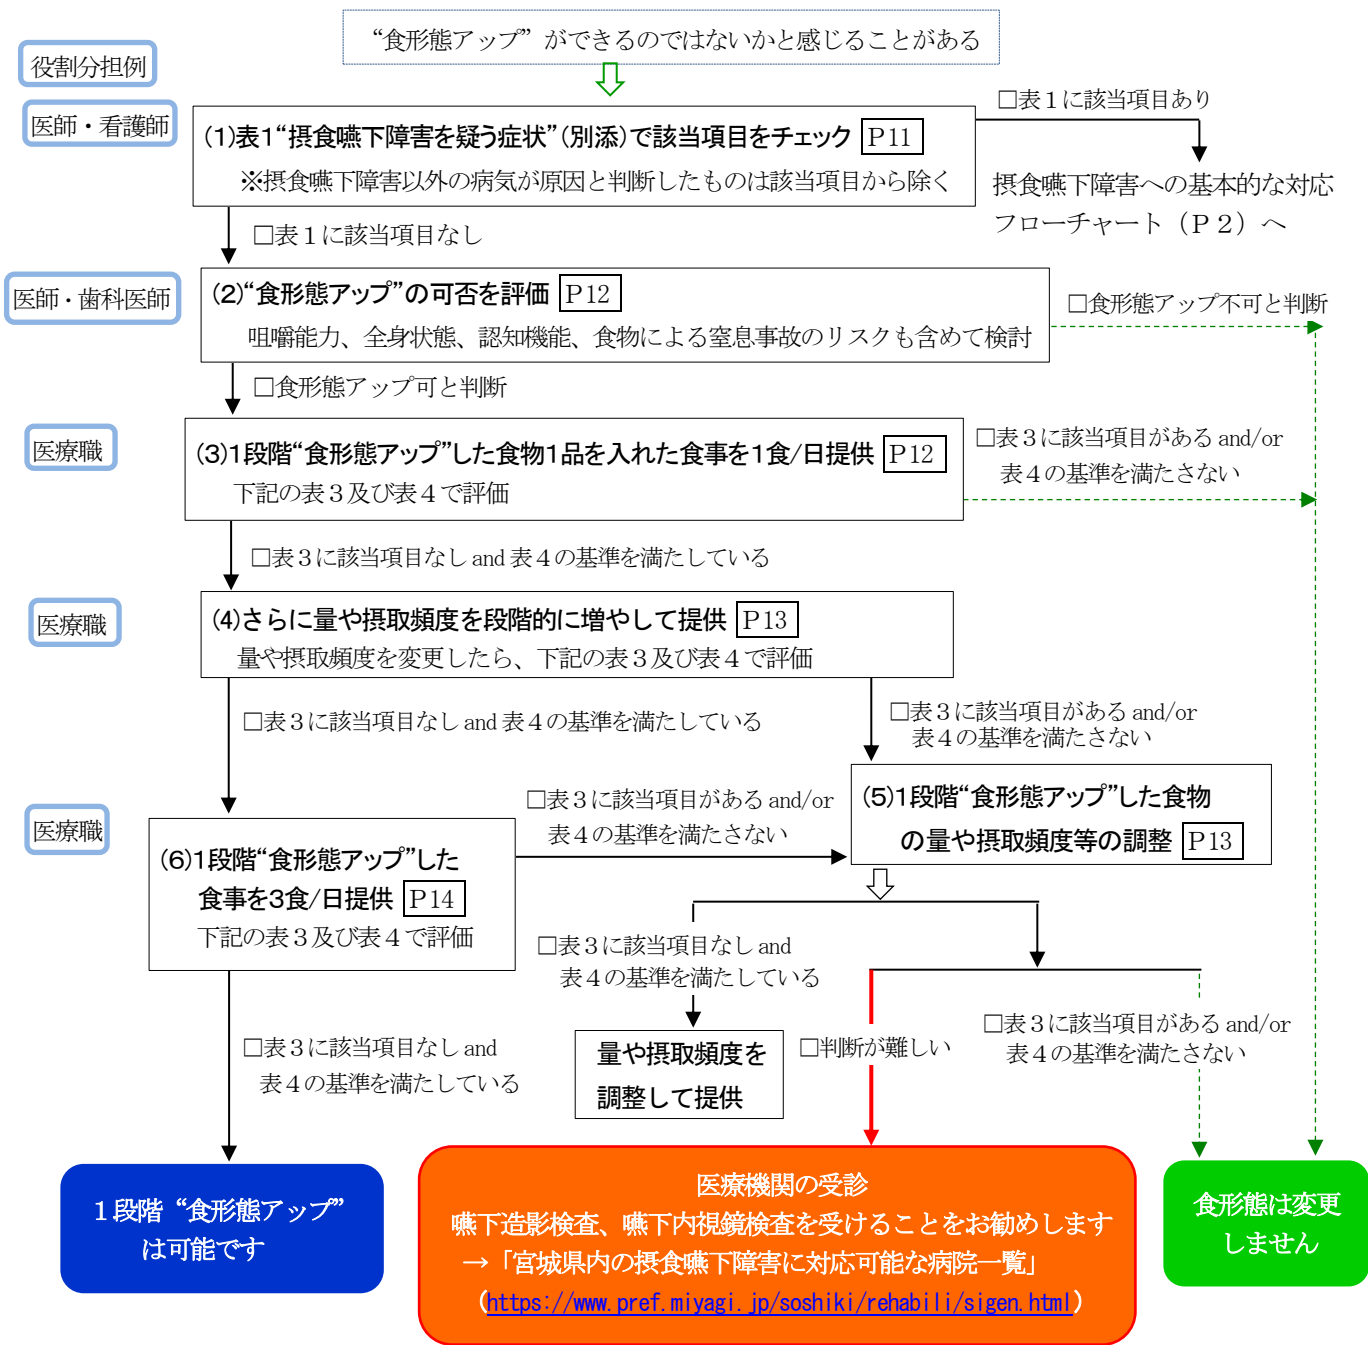 “食形態アップ”ができるのではないかと感じることがある
役割分担例
医師・看護師
(1)表1“摂食嚥下障害を疑う症状”(別添)で該当項目をチェック P11
※摂食嚥下障害以外の病気が原因と判断したものは該当項目から除く
□表１に該当項目あり
摂食嚥下障害への基本的な対応
フローチャート（Ｐ２）へ
□表１に該当項目なし
医師・歯科医師
(2)“食形態アップ”の可否を評価 P12
咀嚼能力、全身状態、認知機能、食物による窒息事故のリスクも含めて検討
□食形態アップ不可と判断
□食形態アップ可と判断
医療職
(3)1段階“食形態アップ”した食物1品を入れた食事を1食/日提供 P12
下記の表３及び表４で評価
□表３に該当項目がある and/or
表４の基準を満たさない
□表３に該当項目なし and 表４の基準を満たしている
医療職
(4)さらに量や摂取頻度を段階的に増やして提供 P13
量や摂取頻度を変更したら、下記の表３及び表４で評価
□表３に該当項目なし and 表４の基準を満たしている
□表３に該当項目がある and/or
表４の基準を満たさない
医療職
(6)1段階“食形態アップ”した
食事を3食/日提供 P14
下記の表３及び表４で評価
□表３に該当項目がある and/or
表４の基準を満たさない
(5)1段階“食形態アップ”した食物
の量や摂取頻度等の調整 P13
□表３に該当項目なし and
表４の基準を満たしている
量や摂取頻度を
調整して提供
□判断が難しい
□表３に該当項目がある and/or
表４の基準を満たさない
□表３に該当項目なし and
表４の基準を満たしている
１段階“食形態アップ”
は可能です
医療機関の受診
嚥下造影検査、嚥下内視鏡検査を受けることをお勧めします
→「宮城県内の摂食嚥下障害に対応可能な病院一覧」
（https://www.pref.miyagi.jp/soshiki/rehabili/sigen.html）
食形態は変更
しません